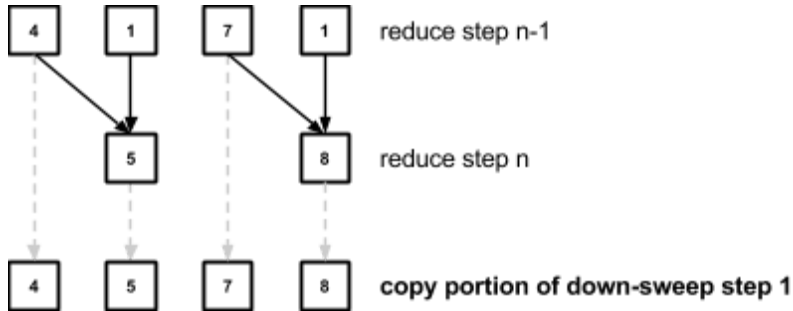 4 1 7 1 reduce step n-1
5 8 reduce step n
4 5 7 8 copy portion of down-sweep step 1